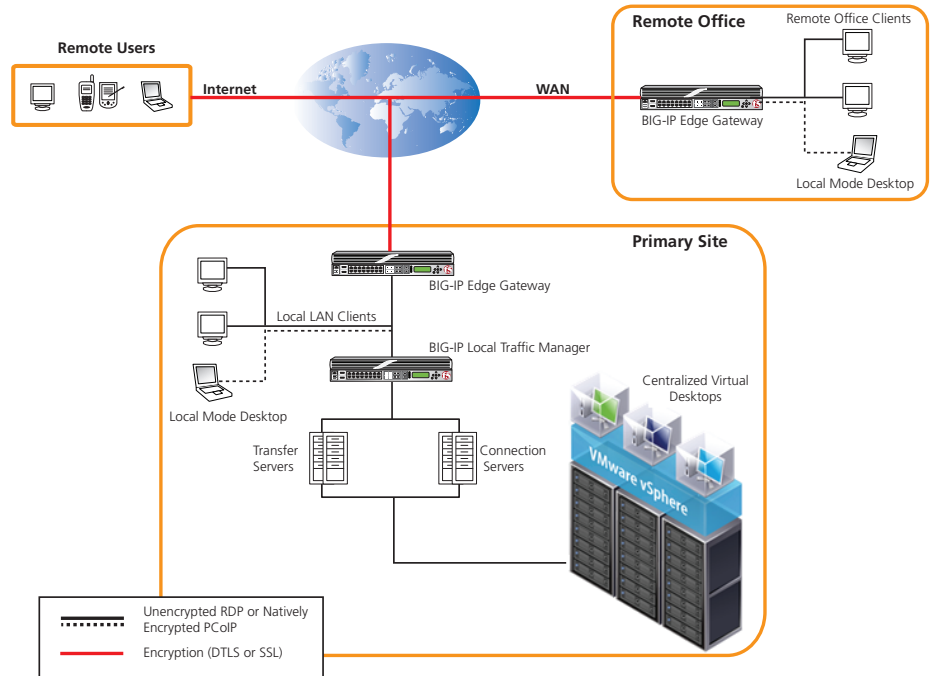 Remote Office
Remote Office Clients
Remote Users
Internet
WAN
BIG-IP Edge Gateway
Local Mode Desktop
Primary Site
BIG-IP Edge Gateway
Local LAN Clients
BIG-IP Local Traffic Manager
Local Mode Desktop
Centralized Virtual
Desktops
Transfer
Servers
Connection
Servers
VMware vSphere
Unencrypted RDP or Natively
Encrypted PCoIP
Encryption (DTLS or SSL)